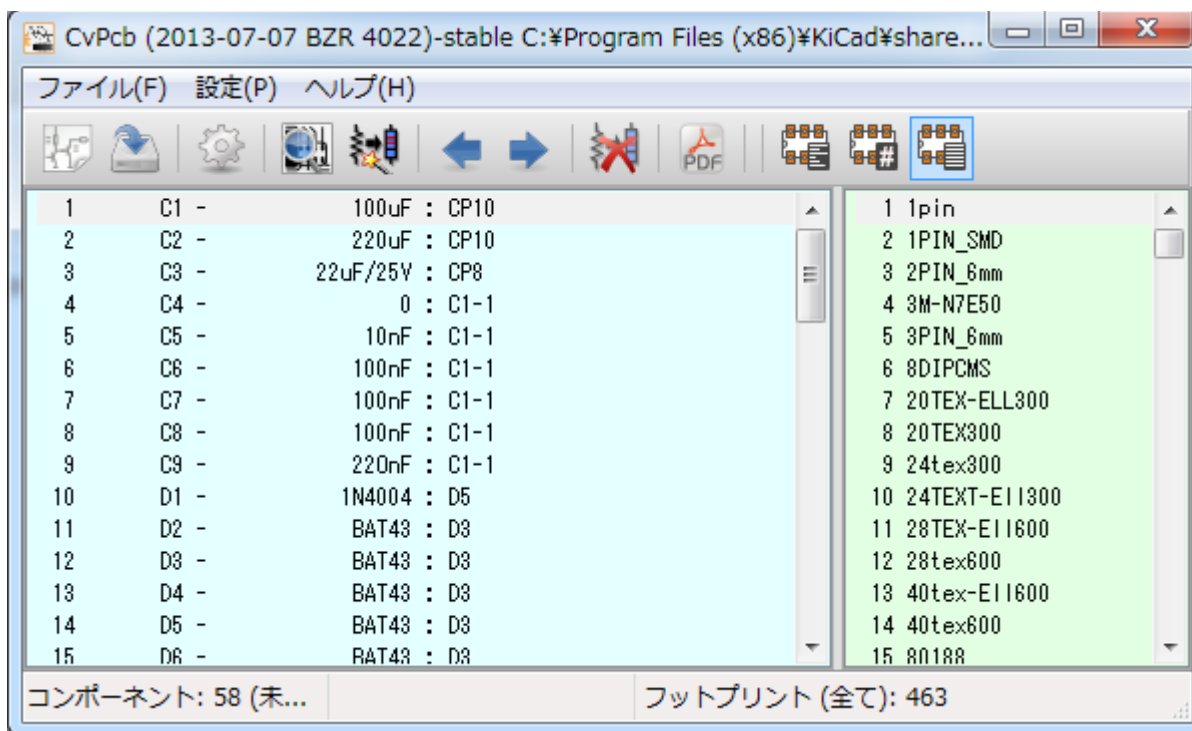 CvPcb (2013-07-07 BZR 4022)-stable C:¥Program Files (x86)¥KiCad¥share...
ファイル(F) 設定(P) ヘルプ(H)
PDF
#
1 C1 - 100uF : CP10
2 C2 - 220uF : CP10
3 C3 - 22uF/25V : CP8
4 C4 - 0 : C1-1
5 C5 - 10nF : C1-1
6 C6 - 100nF : C1-1
7 C7 - 100nF : C1-1
8 C8 - 100nF : C1-1
9 C9 - 220nF : C1-1
10 D1 - 1N4004 : D5
11 D2 - BAT43 : D3
12 D3 - BAT43 : D3
13 D4 - BAT43 : D3
14 D5 - BAT43 : D3
15 D6 - BAT43 : D3
1 1pin
2 1PIN_SMD
3 2PIN_6mm
4 3M-N7E50
5 3PIN_6mm
6 8DIPCMS
7 20TEX-ELL300
8 20TEX300
9 24tex300
10 24TEXT-Ell300
11 28TEX-Ell600
12 28tex600
13 40tex-Ell600
14 40tex600
15 80188
コンポーネント: 58 (未...
フットプリント (全て): 463